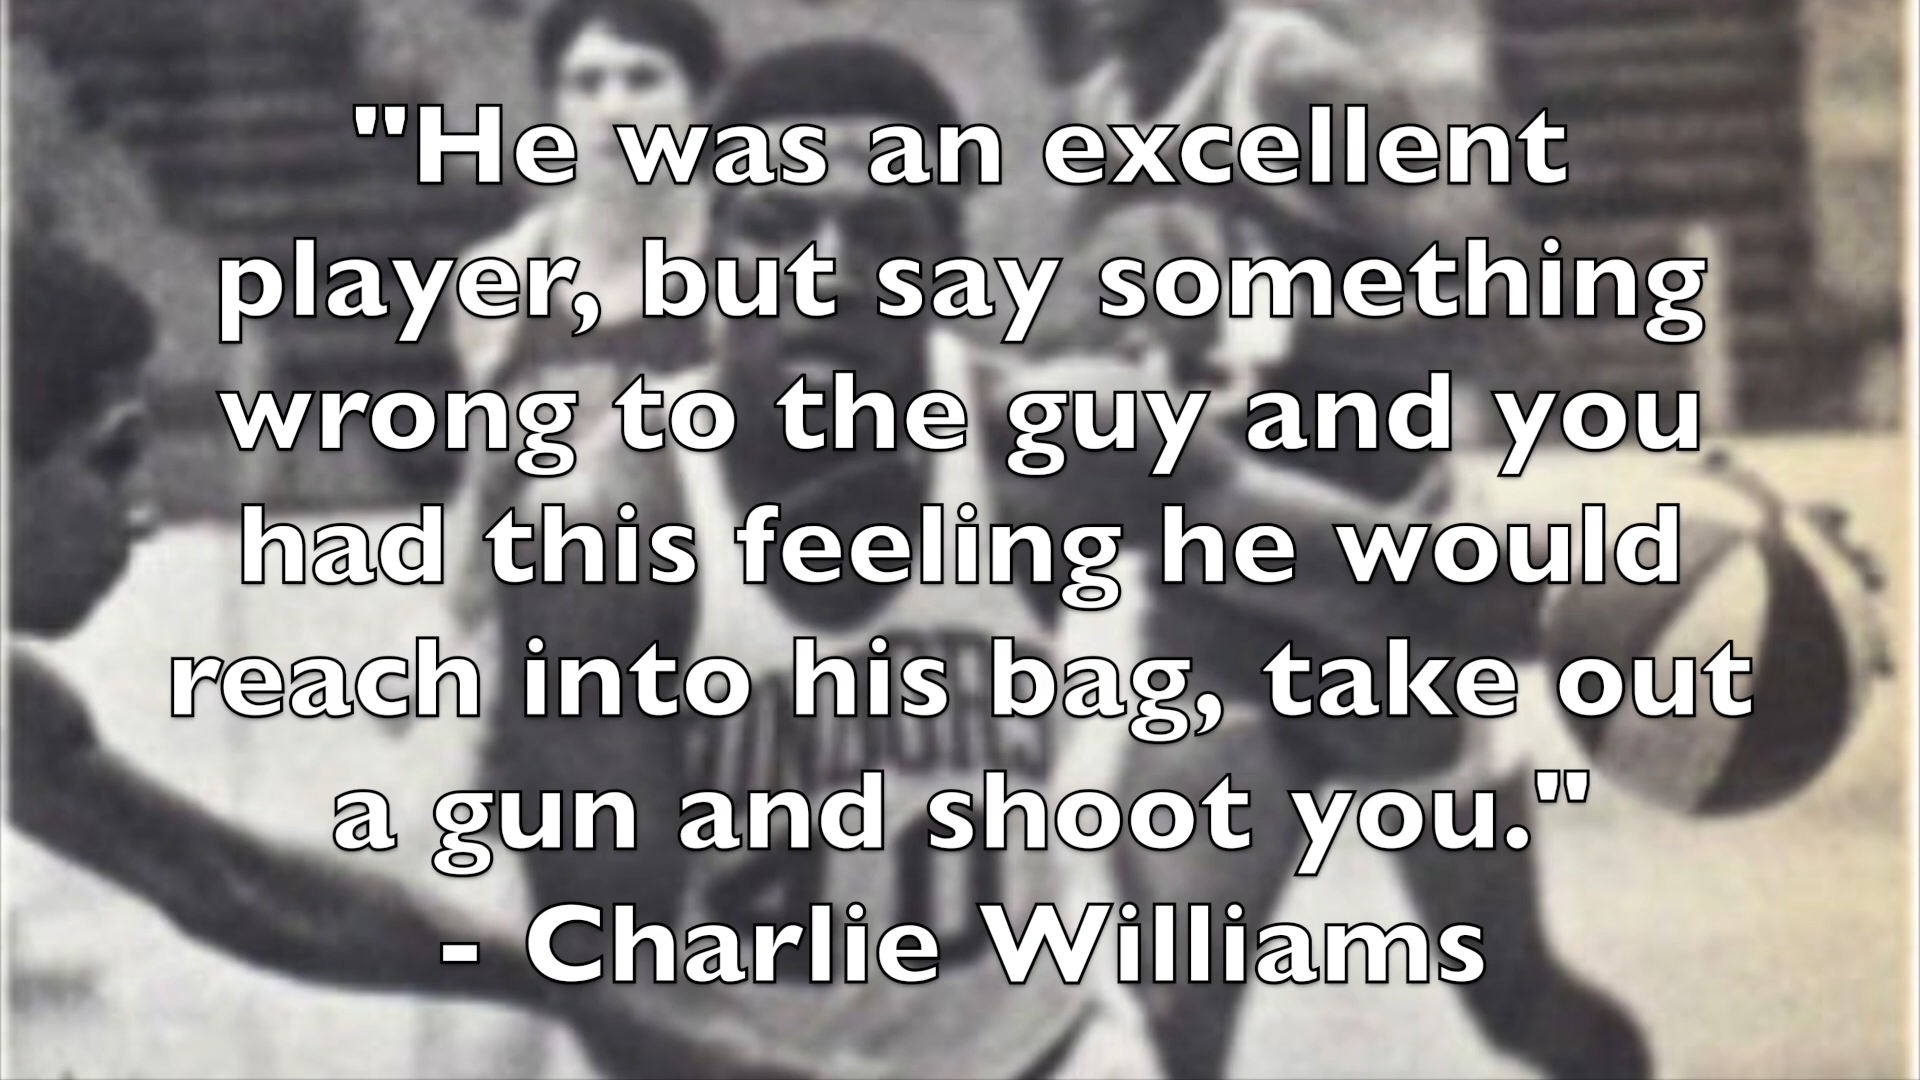 "He was an excellent
player, but say something
wrong to the guy and you
had this feeling he would
reach into his bag, take out
a gun and shoot you."
- Charlie Williams